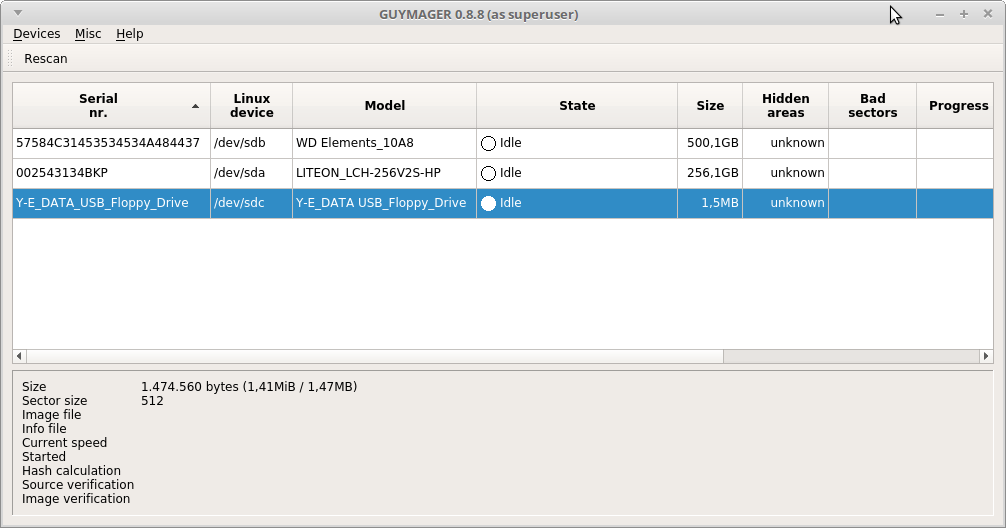 GUYMAGER 0.8.8 (as superuser)
Devices Misc Help
Rescan
Serial nr. Linux device Model State Size Hidden areas Bad sectors Progress
57584C31453534534A484437 /dev/sdb WD Elements_10A8 Idle 500,1GB unknown
002543134BKP /dev/sda LITEON_LCH-256V2S-HP Idle 256,1GB unknown
Y-E_DATA_USB_Floppy_Drive /dev/sdc Y-E_DATA USB_Floppy_Drive Idle 1,5MB unknown
Size 1.474.560 bytes (1,41MiB / 1,47MB)
Sector size 512
Image file
Info file
Current speed
Started
Hash calculation
Source verification
Image verification